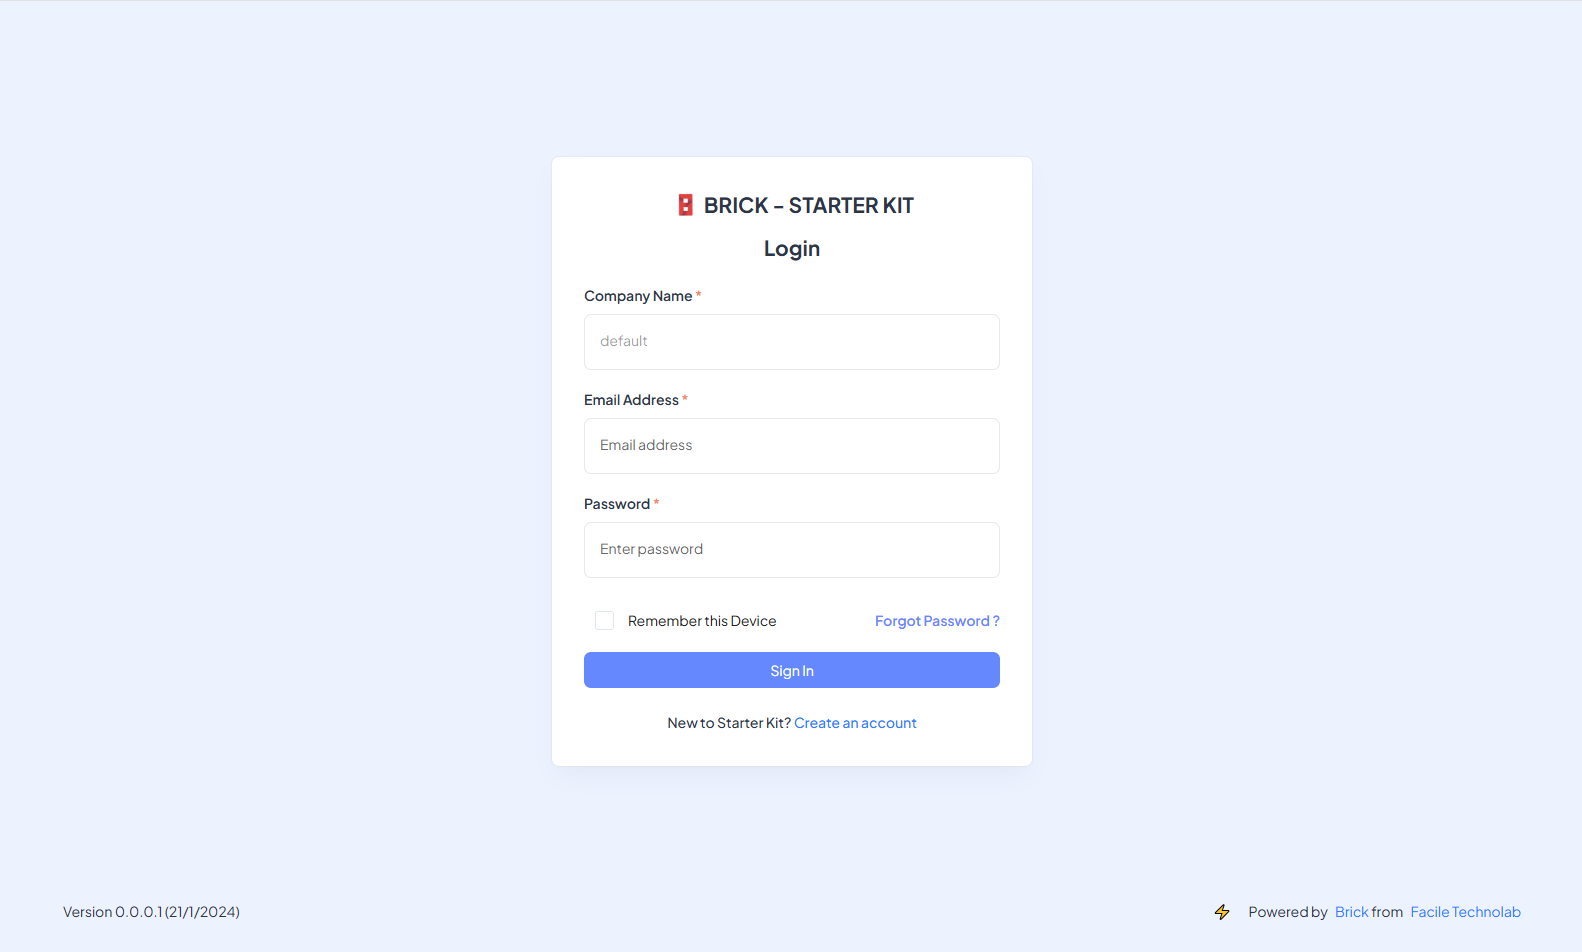 BRICK - STARTER KIT
Login
Company Name *
default
Email Address *
Email address
Password *
Enter password
Remember this Device Forgot Password ?
Sign In
New to Starter Kit? Create an account
Version 0.0.0.1 (21/1/2024) Powered by Brick from Facile Technolab